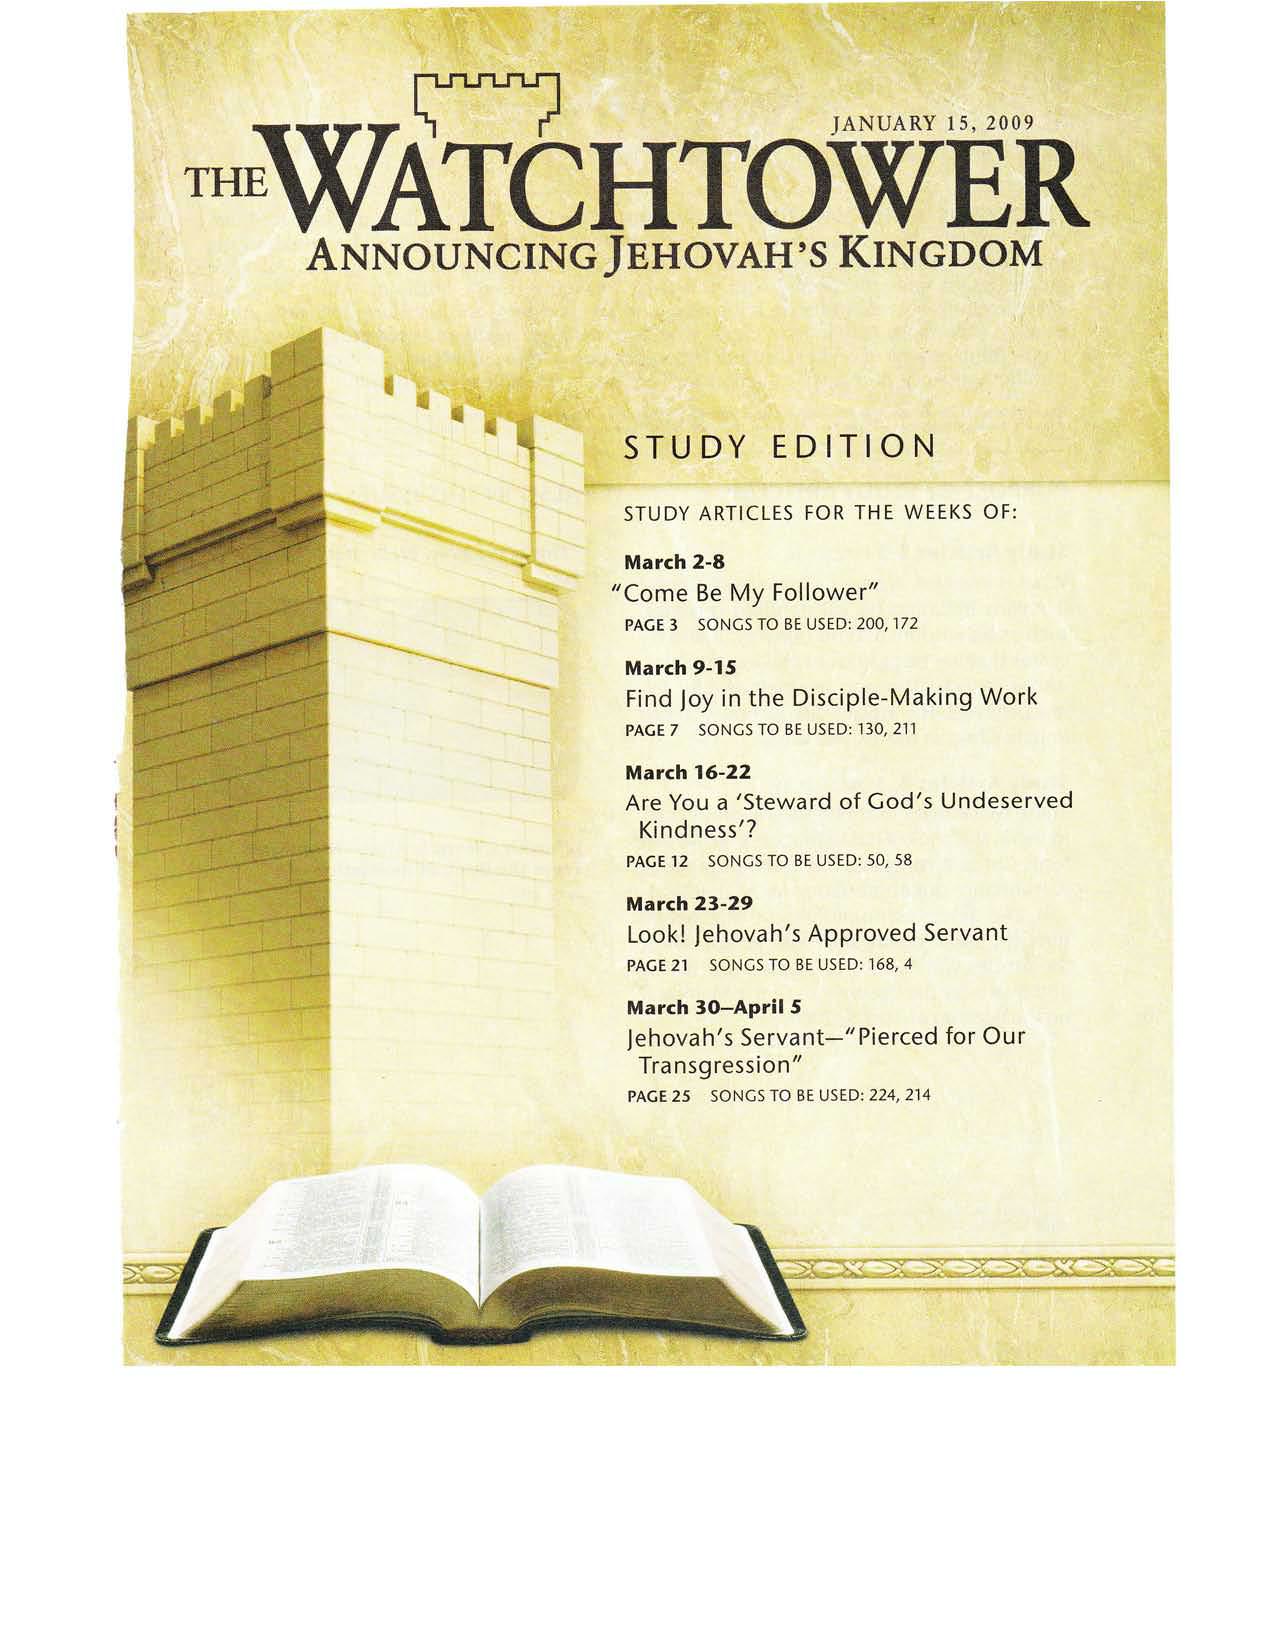 JANUARY 15, 2009
THE WATCHTOWER
ANNOUNCING JEHOVAH'S KINGDOM
STUDY EDITION
STUDY ARTICLES FOR THE WEEKS OF:
March 2-8
"Come Be My Follower"
PAGE 3 SONGS TO BE USED: 200, 172
March 9-15
Find Joy in the Disciple-Making Work
PAGE 7 SONGS TO BE USED: 130, 211
March 16-22
Are You a 'Steward of God's Undeserved
Kindness'?
PAGE 12 SONGS TO BE USED: 50, 58
March 23-29
Look! Jehovah's Approved Servant
PAGE 21 SONGS TO BE USED: 168, 4
March 30–April 5
Jehovah's Servant—"Pierced for Our
Transgression"
PAGE 25 SONGS TO BE USED: 224, 214